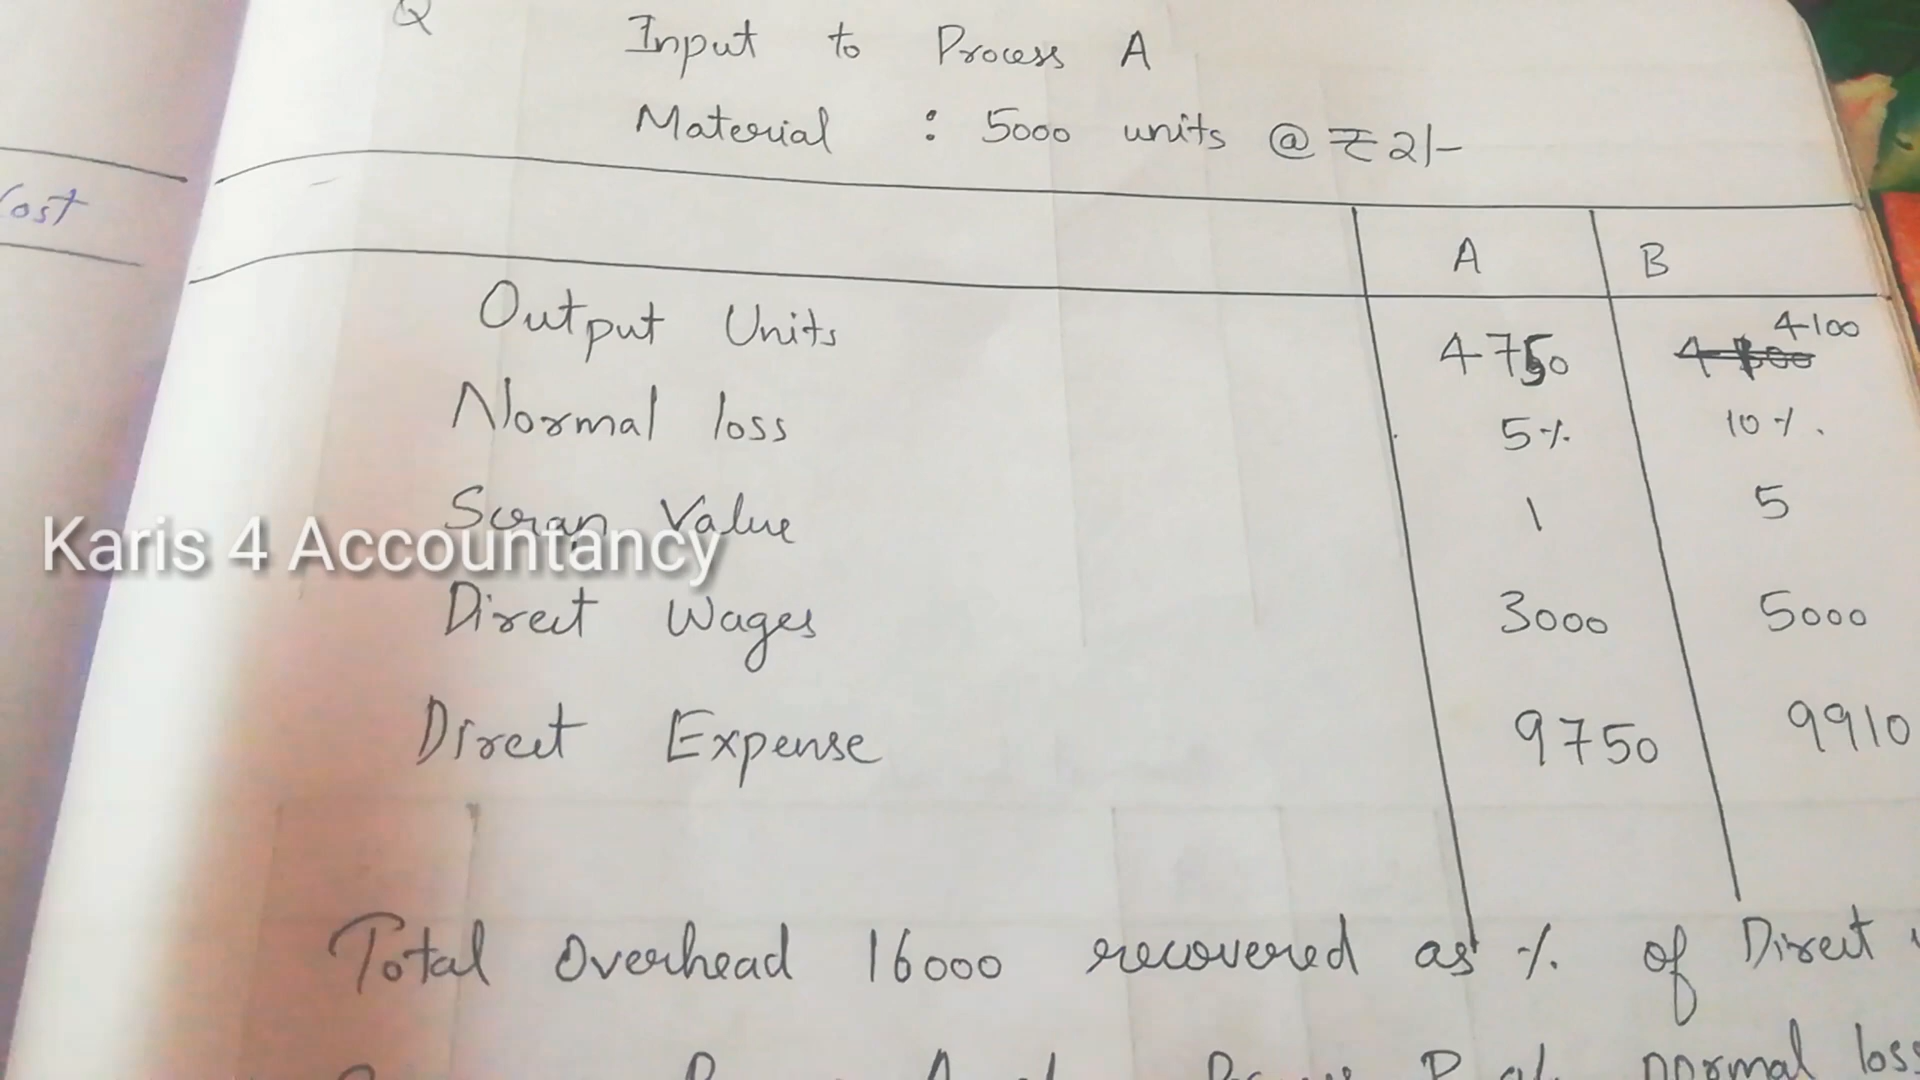 Q Input to Process A
Material : 5000 units @ ₹ 2/-
Cost
A B
Output Units 4750 4100
Normal loss 5% 10%.
Scrap Value 1 5
Karis 4 Accountancy
Direct Wages 3000 5000
Direct Expense 9750 9910
Total Overhead 16000 recovered as % of Direct
normal loss